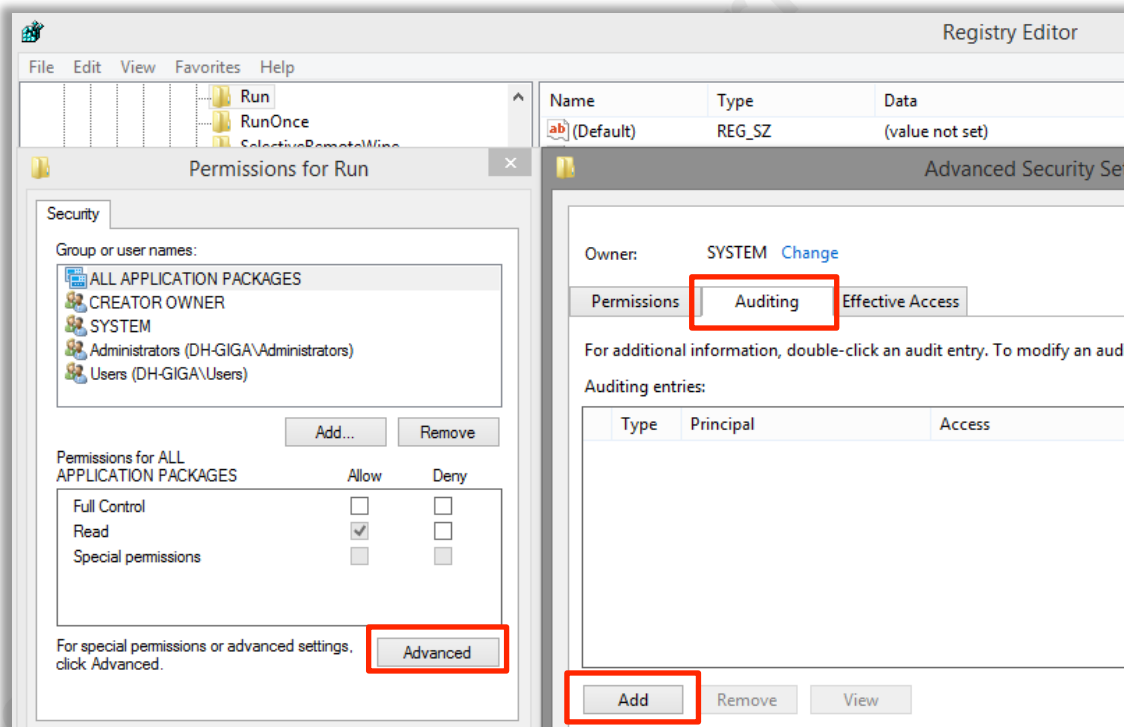 Registry Editor
File Edit View Favorites Help
Run
RunOnce
Name Type Data
ab (Default) REG_SZ (value not set)
Permissions for Run
Security
Group or user names:
ALL APPLICATION PACKAGES
CREATOR OWNER
SYSTEM
Administrators (DH-GIGA\Administrators)
Users (DH-GIGA\Users)
Add... Remove
Permissions for ALL
APPLICATION PACKAGES Allow Deny
Full Control
Read
Special permissions
For special permissions or advanced settings,
click Advanced.
Advanced
Advanced Security Se
Owner: SYSTEM Change
Permissions Auditing Effective Access
For additional information, double-click an audit entry. To modify an aud
Auditing entries:
Type Principal Access
Add Remove View